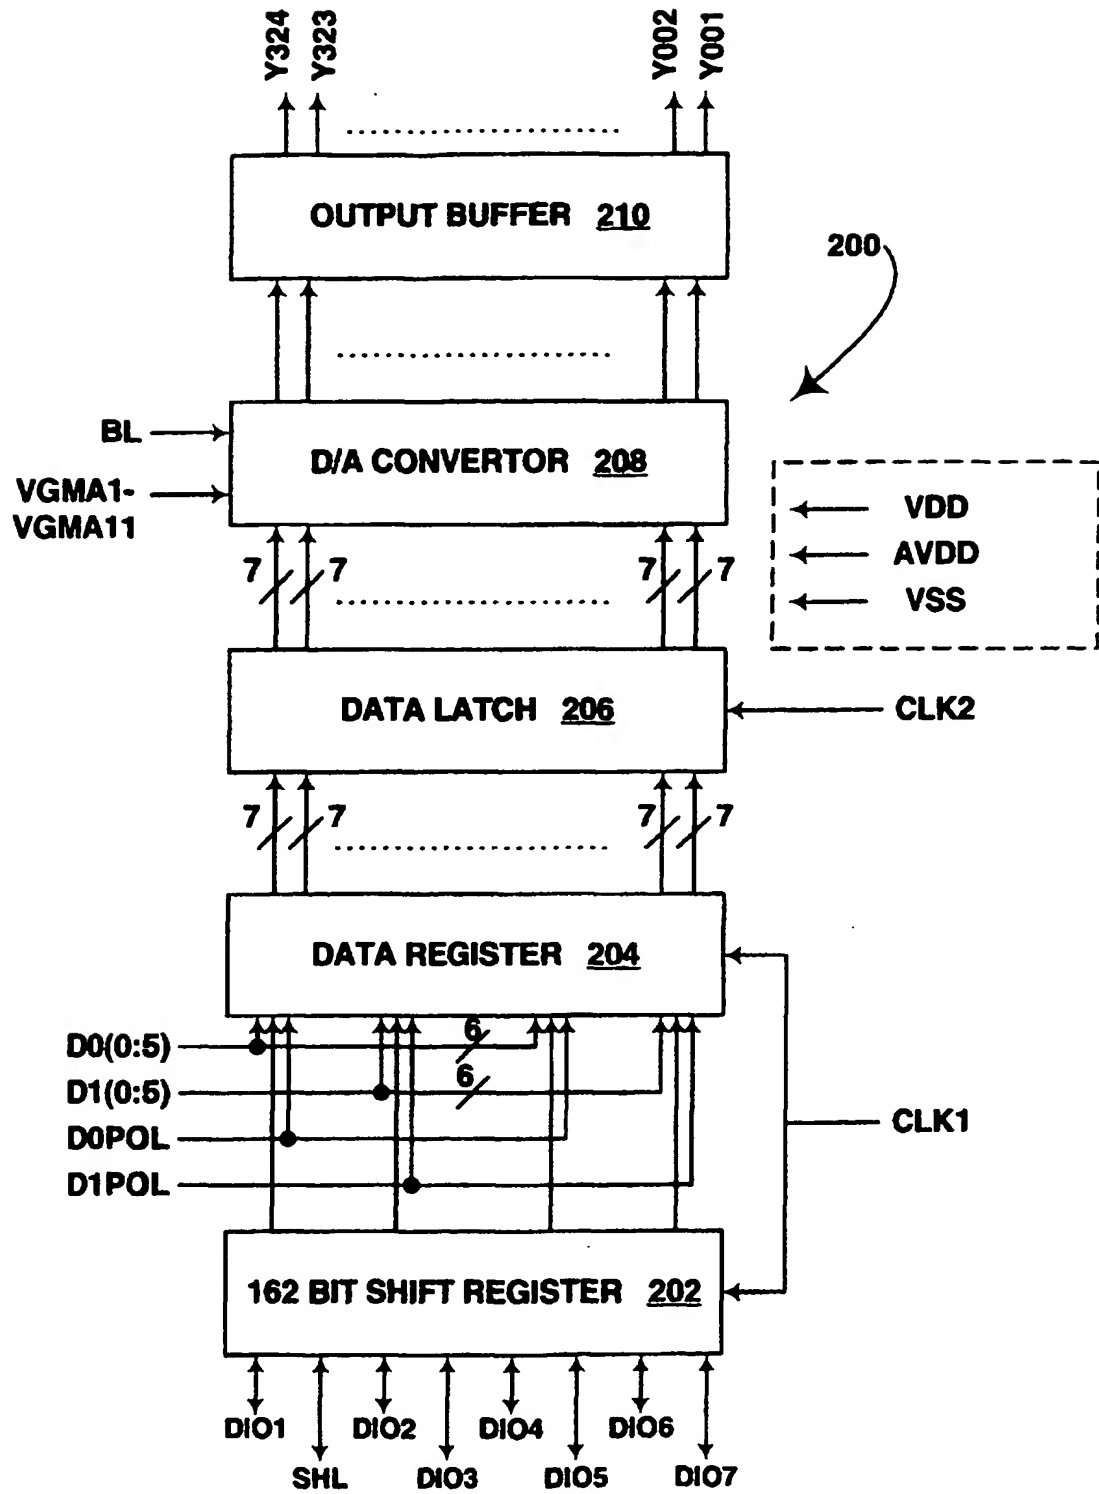 Y324 Y323 Y002 Y001
OUTPUT BUFFER 210
200
BL
D/A CONVERTOR 208
VGMA1-
VGMA11
VDD
AVDD
VSS
7 7 7 7
DATA LATCH 206
CLK2
7 7 7 7
DATA REGISTER 204
D0(0:5) 6
D1(0:5) 6
D0POL
CLK1
D1POL
162 BIT SHIFT REGISTER 202
DIO1 DIO2 DIO4 DIO6
SHL DIO3 DIO5 DIO7